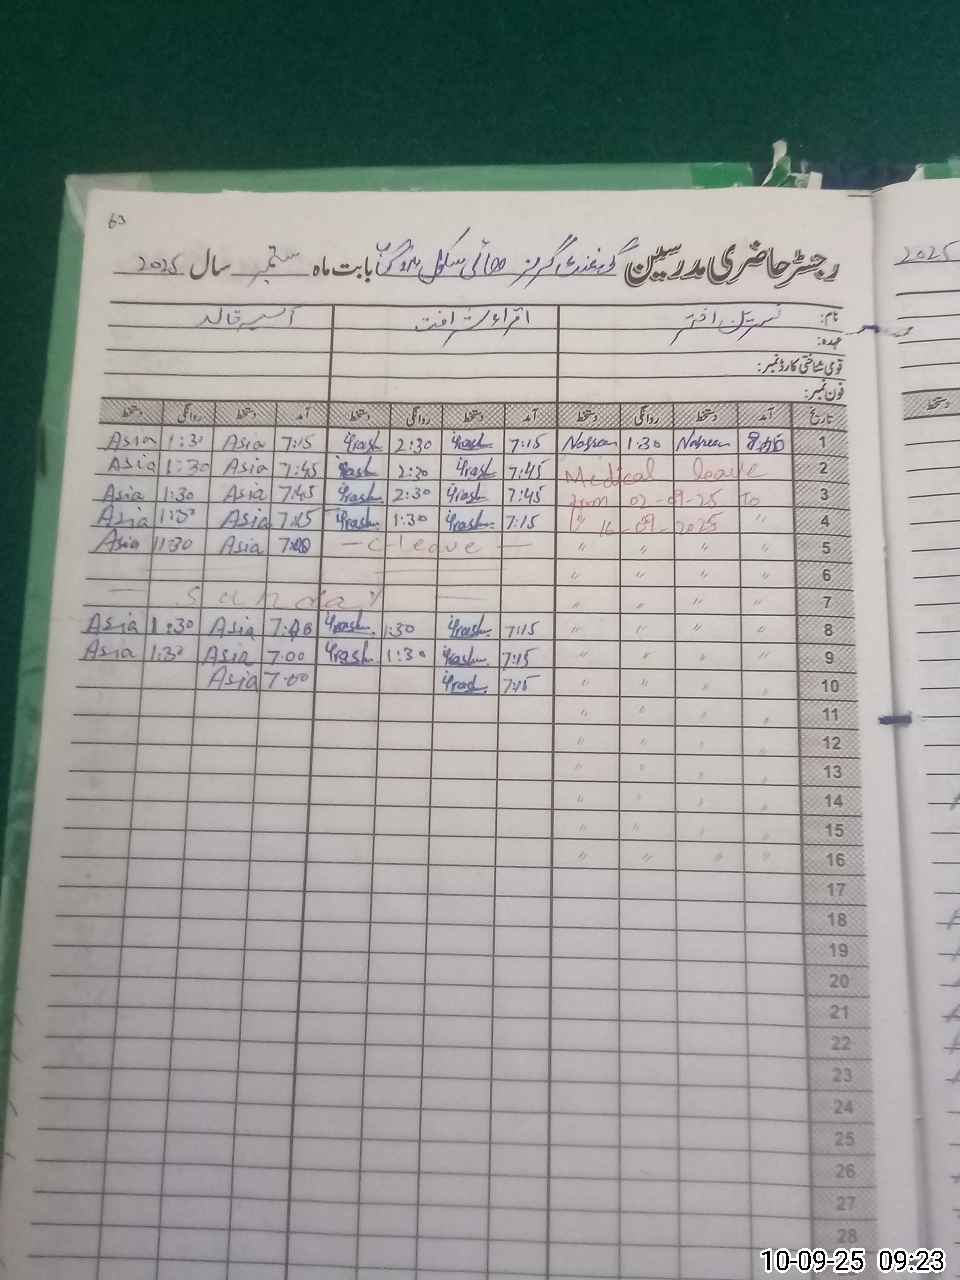 63
رجسٹر حاضری مدرسین گورنمنٹ گرلز ہائی سکول بابت ماہ ستمبر سال 2025
2025
نام: نسرین اختر اقراء شرافت آسیہ خالد
عہدہ:
قومی شناختی کارڈ نمبر:
فون نمبر:
تاریخ آمد دستخط روانگی دستخط آمد دستخط روانگی دستخط آمد دستخط روانگی دستخط
دستخط
Asia 1:30 Asia 7:15 Iqrash 2:30 Iqrash 7:15 Nasreen 1:30 Nasreen 1
Asia 1:30 Asia 7:45 Iqrash 2:30 Iqrash 7:45 Medical leave 2
Asia 1:30 Asia 7:45 Iqrash 2:30 Iqrash 7:45 from 02-09-25 To 3
Asia 1:30 Asia 7:15 Iqrash 1:30 Iqrash 7:15 " 16-09-2025 " 4
Asia 1:30 Asia 7:00 — C leave — " " " " 5
" " " " 6
— Sunday — " " " " 7
Asia 1:30 Asia Iqrash 1:30 Iqrash 7:15 " " " " 8
Asia 1:30 Asia 7:00 Iqrash 1:30 Iqrash 7:15 " " " " 9
Asia 7:00 Iqrash 7:15 " " " " 10
" " " " 11
" " " " 12
" " " " 13
" " " " 14
" " " " 15
" " " " 16
17
18
19
20
21
22
23
24
25
26
27
28
10-09-25 09:23